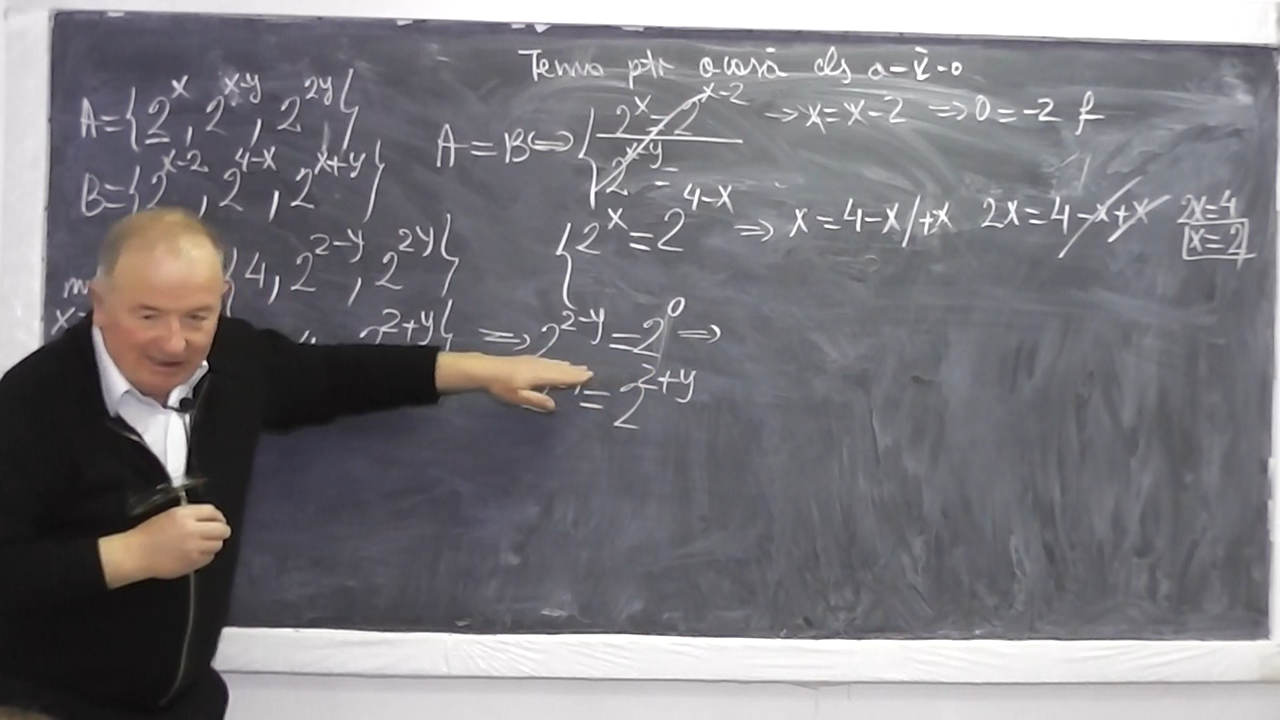 Tema ptr acasă cls a-V-a
A={2^x, 2^{x-y}, 2^{2y}}
B={2^{x-2}, 2^{4-x}, 2^{x+y}}
A=B⇔ { 2^x=2^{x-2} → x=x-2 ⇒ 0=-2 f
2^{x-y}=
{ 2^x=2^{4-x} ⇒ x=4-x/+x 2x=4-x+x 2x=4
x=2
{4, 2^{2-y}, 2^{2y}}
2^{2+y}} ⇒ 2^{2-y}=2^0 ⇒
=2^{2+y}